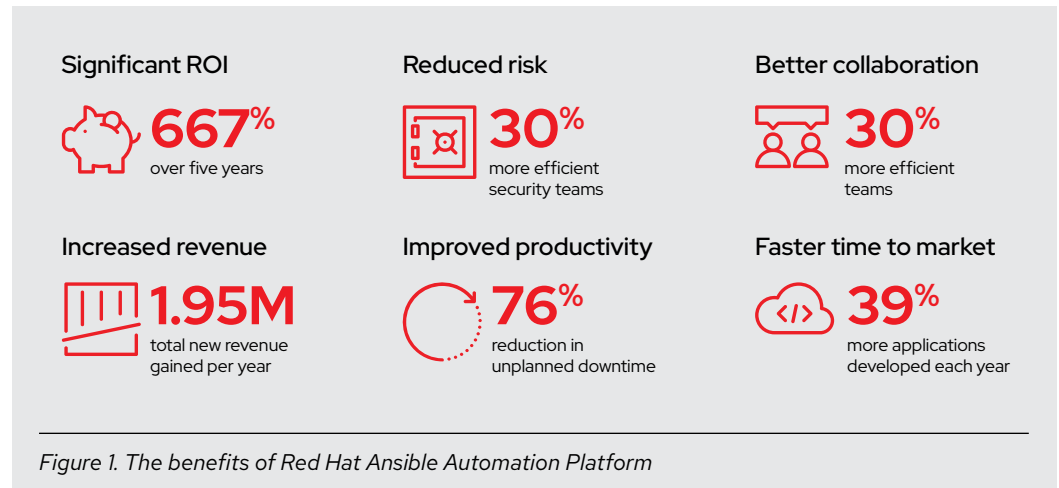 Significant ROI
667%
over five years
Reduced risk
30%
more efficient
security teams
Better collaboration
30%
more efficient
teams
Increased revenue
1.95M
total new revenue
gained per year
Improved productivity
76%
reduction in
unplanned downtime
Faster time to market
</>
39%
more applications
developed each year
Figure 1. The benefits of Red Hat Ansible Automation Platform